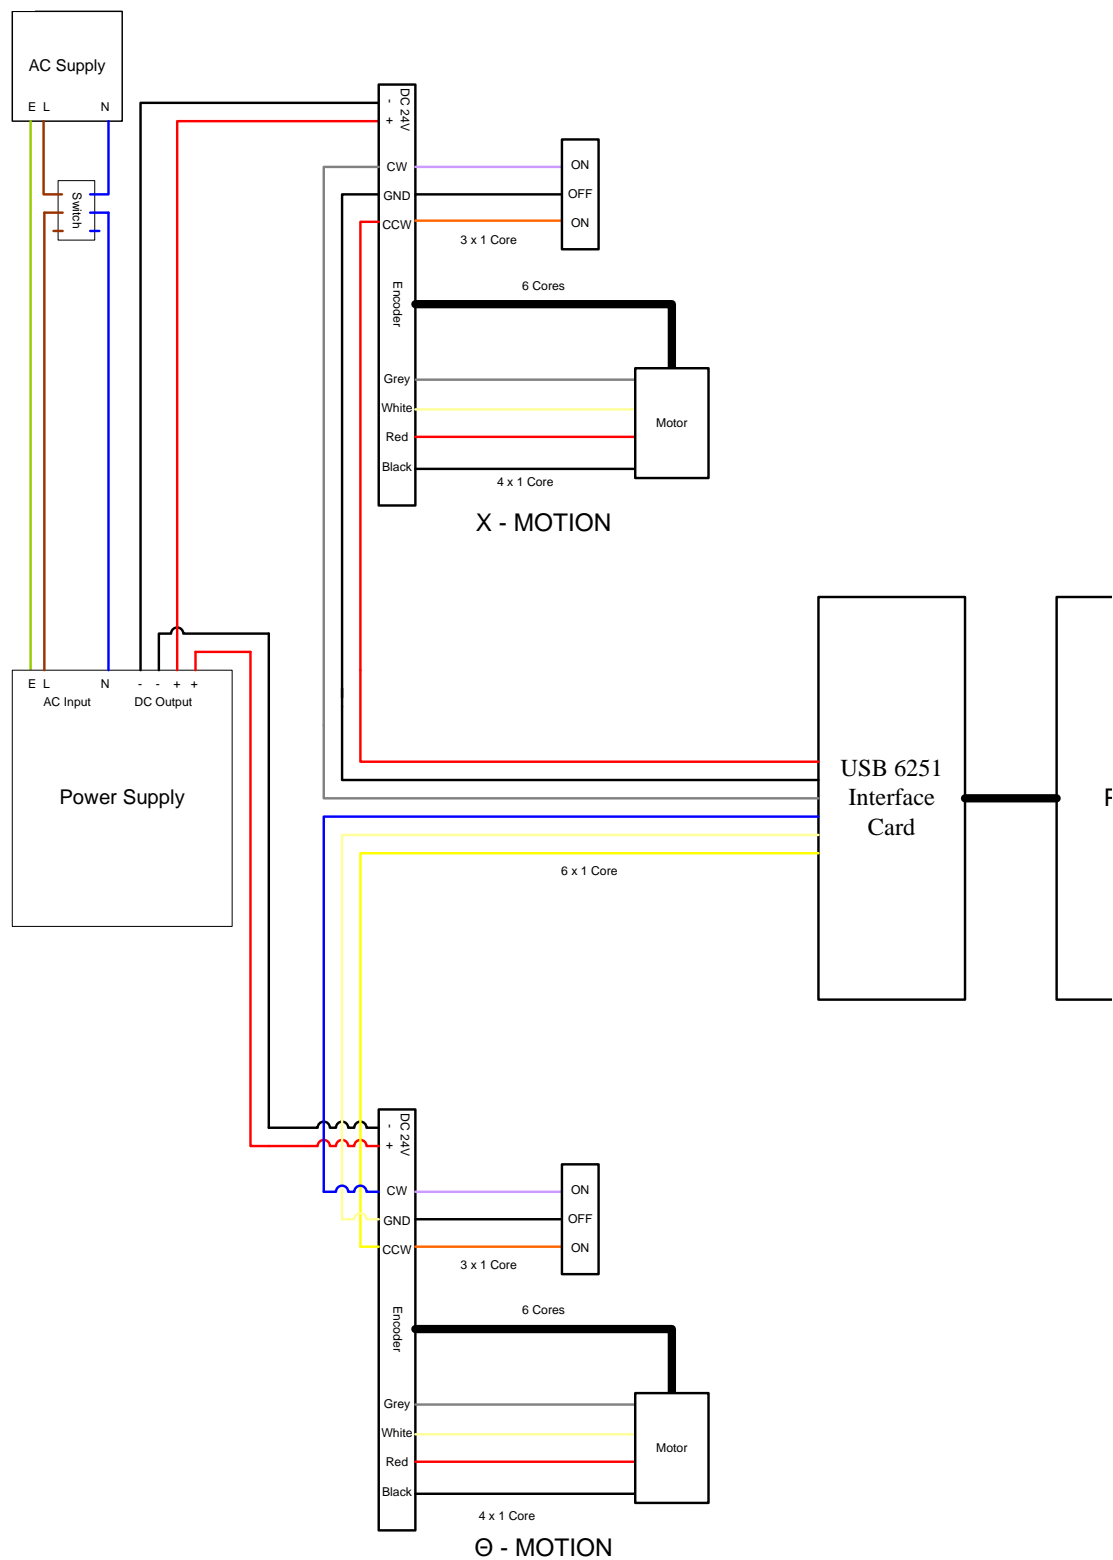 AC Supply
E L N
Switch
DC 24V
-
+
CW
GND
CCW
ON
OFF
ON
3 x 1 Core
Encoder
6 Cores
Grey
White
Red
Black
Motor
4 x 1 Core
X - MOTION
E L N - - + +
AC Input DC Output
Power Supply
USB 6251
Interface
Card
6 x 1 Core
DC 24V
-
+
CW
GND
CCW
ON
OFF
ON
3 x 1 Core
Encoder
6 Cores
Grey
White
Red
Black
Motor
4 x 1 Core
Θ - MOTION